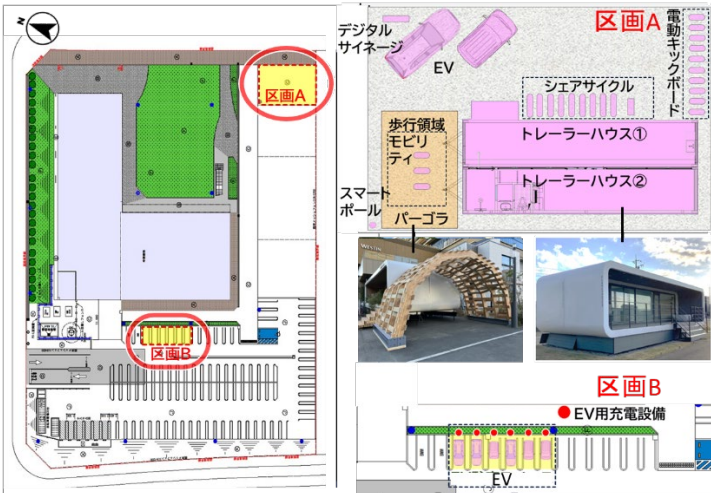 N
区画A
区画B
区画A
デジタル
サイネージ
EV
シェアサイクル
電動キックボード
歩行領域
モビリ
ティ
トレーラーハウス①
トレーラーハウス②
スマート
ポール
パーゴラ
区画B
EV用充電設備
EV